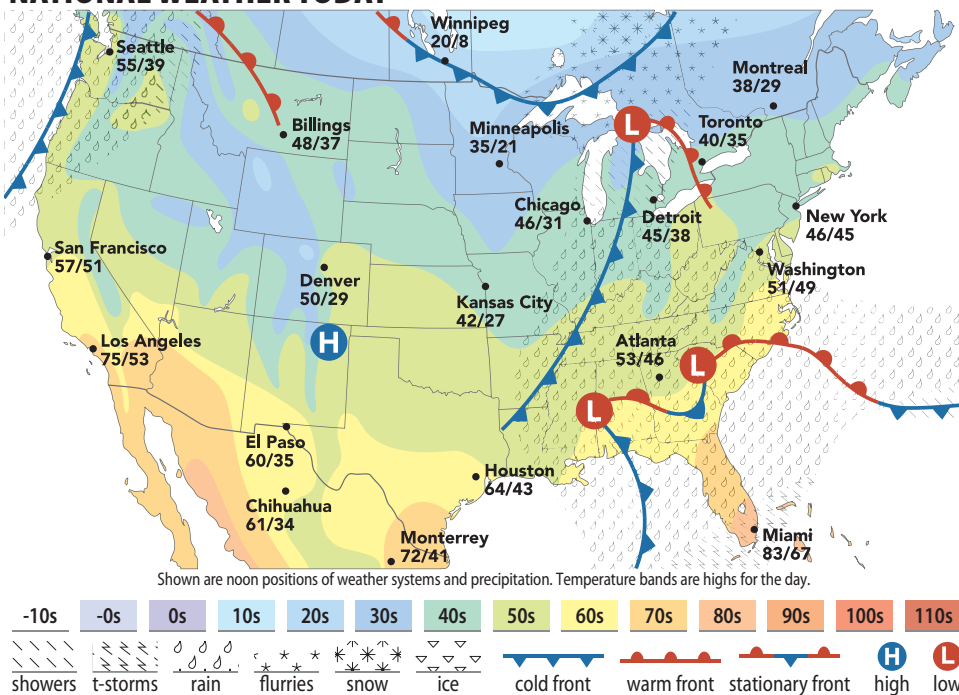 NATIONAL WEATHER TODAY
Winnipeg
20/8
Seattle
55/39
Montreal
38/29
Billings
48/37
Minneapolis
35/21
L
Toronto
40/35
Chicago
46/31
Detroit
45/38
New York
46/45
San Francisco
57/51
Denver
50/29
Kansas City
42/27
Washington
51/49
H
Los Angeles
75/53
Atlanta
53/46
L
L
El Paso
60/35
Houston
64/43
Chihuahua
61/34
Monterrey
72/41
Miami
83/67
Shown are noon positions of weather systems and precipitation. Temperature bands are highs for the day.
-10s -0s 0s 10s 20s 30s 40s 50s 60s 70s 80s 90s 100s 110s
H L
showers t-storms rain flurries snow ice cold front warm front stationary front high low